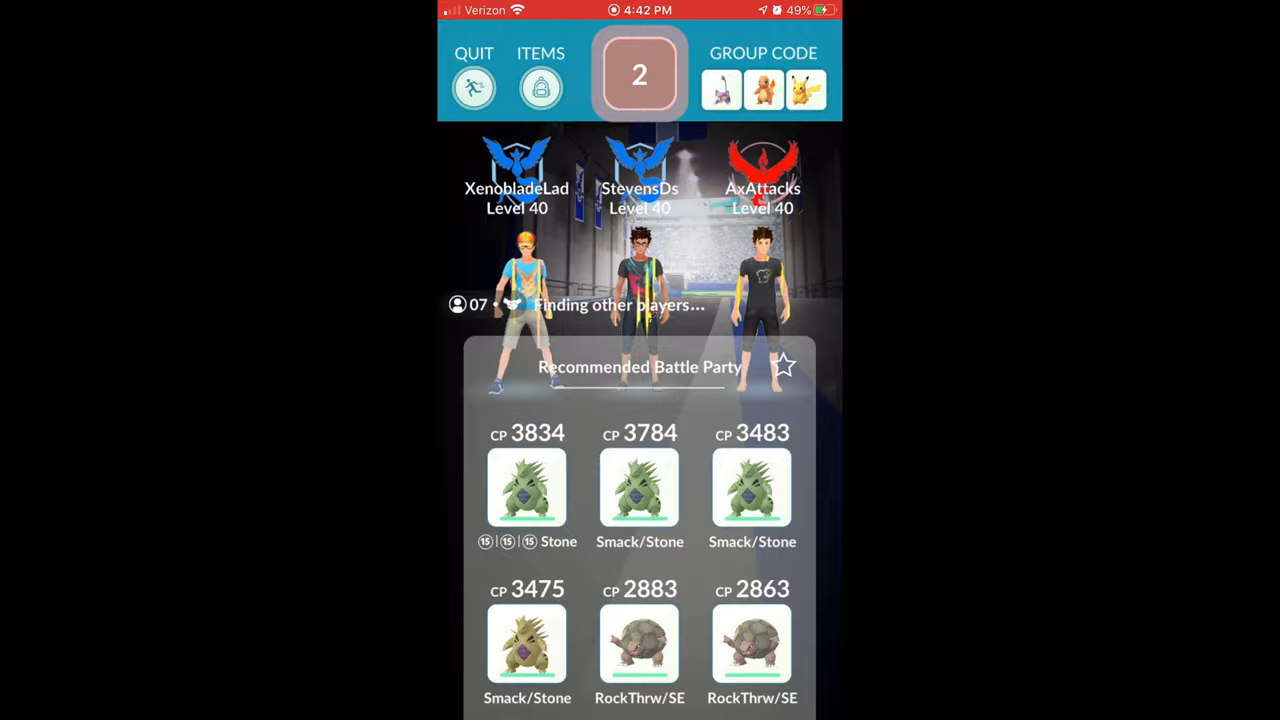 Verizon 4:42 PM 49%
QUIT ITEMS 2 GROUP CODE
XenobladeLad StevensDs AxAttacks
Level 40 Level 40 Level 40
07 • Finding other players...
Recommended Battle Party
CP 3834 CP 3784 CP 3483
15 | 15 | 15 Stone Smack/Stone Smack/Stone
CP 3475 CP 2883 CP 2863
Smack/Stone RockThrw/SE RockThrw/SE